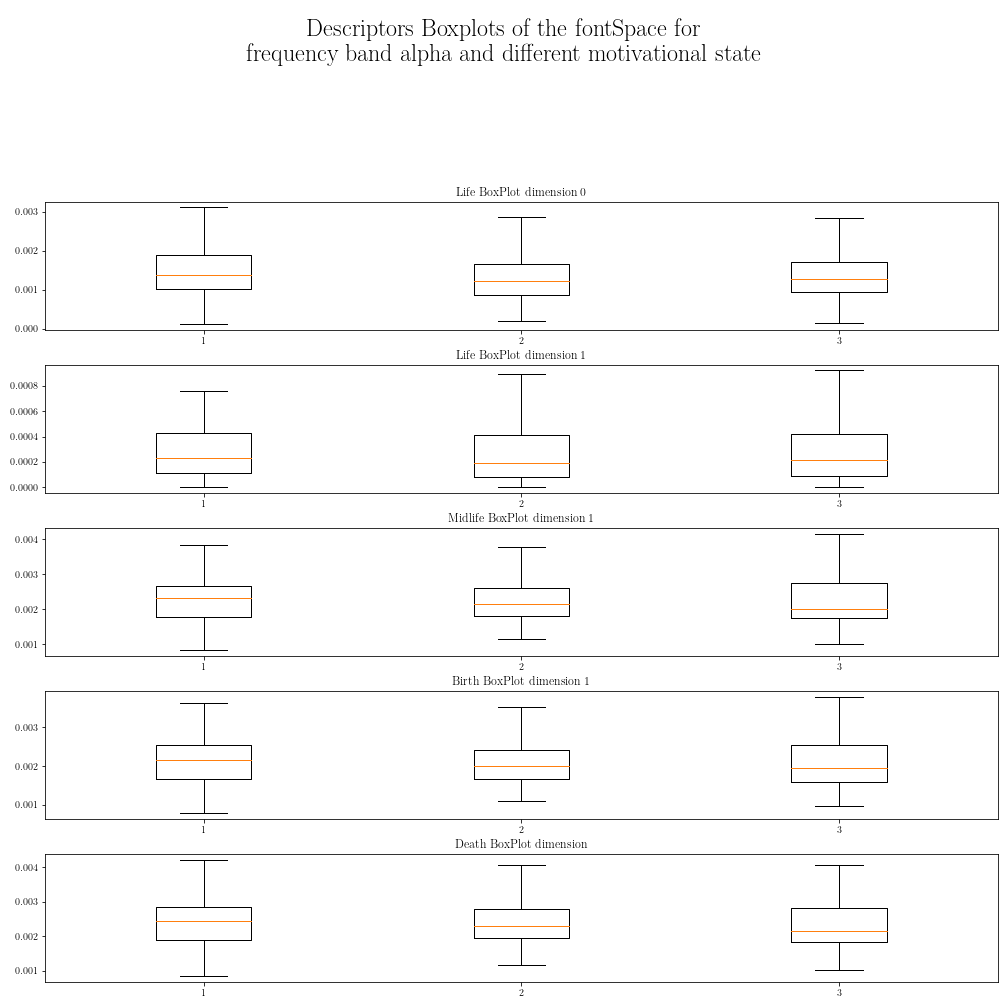 Descriptors Boxplots of the fontSpace for
frequency band alpha and different motivational state
Life BoxPlot dimension 0
0.003
0.002
0.001
0.000
1 2 3
Life BoxPlot dimension 1
0.0008
0.0006
0.0004
0.0002
0.0000
1 2 3
Midlife BoxPlot dimension 1
0.004
0.003
0.002
0.001
1 2 3
Birth BoxPlot dimension 1
0.003
0.002
0.001
1 2 3
Death BoxPlot dimension
0.004
0.003
0.002
0.001
1 2 3